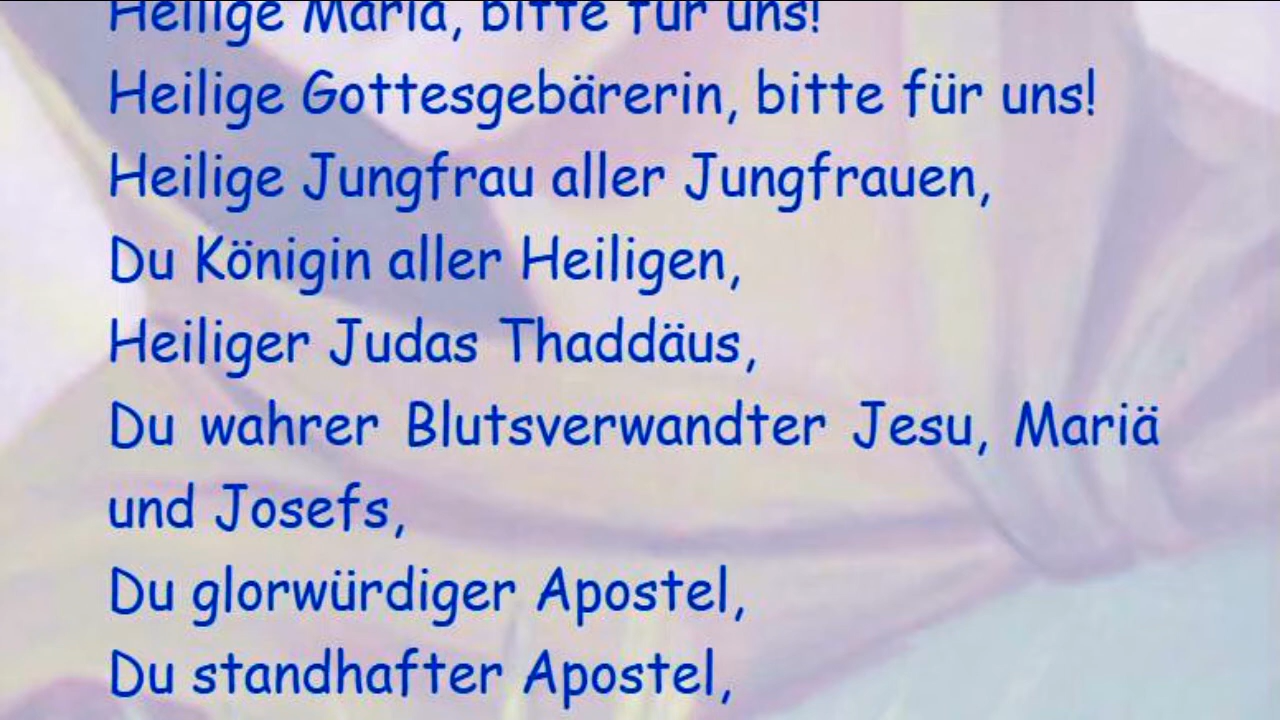 Heilige Maria, bitte für uns!
Heilige Gottesgebärerin, bitte für uns!
Heilige Jungfrau aller Jungfrauen,
Du Königin aller Heiligen,
Heiliger Judas Thaddäus,
Du wahrer Blutsverwandter Jesu, Mariä
und Josefs,
Du glorwürdiger Apostel,
Du standhafter Apostel,